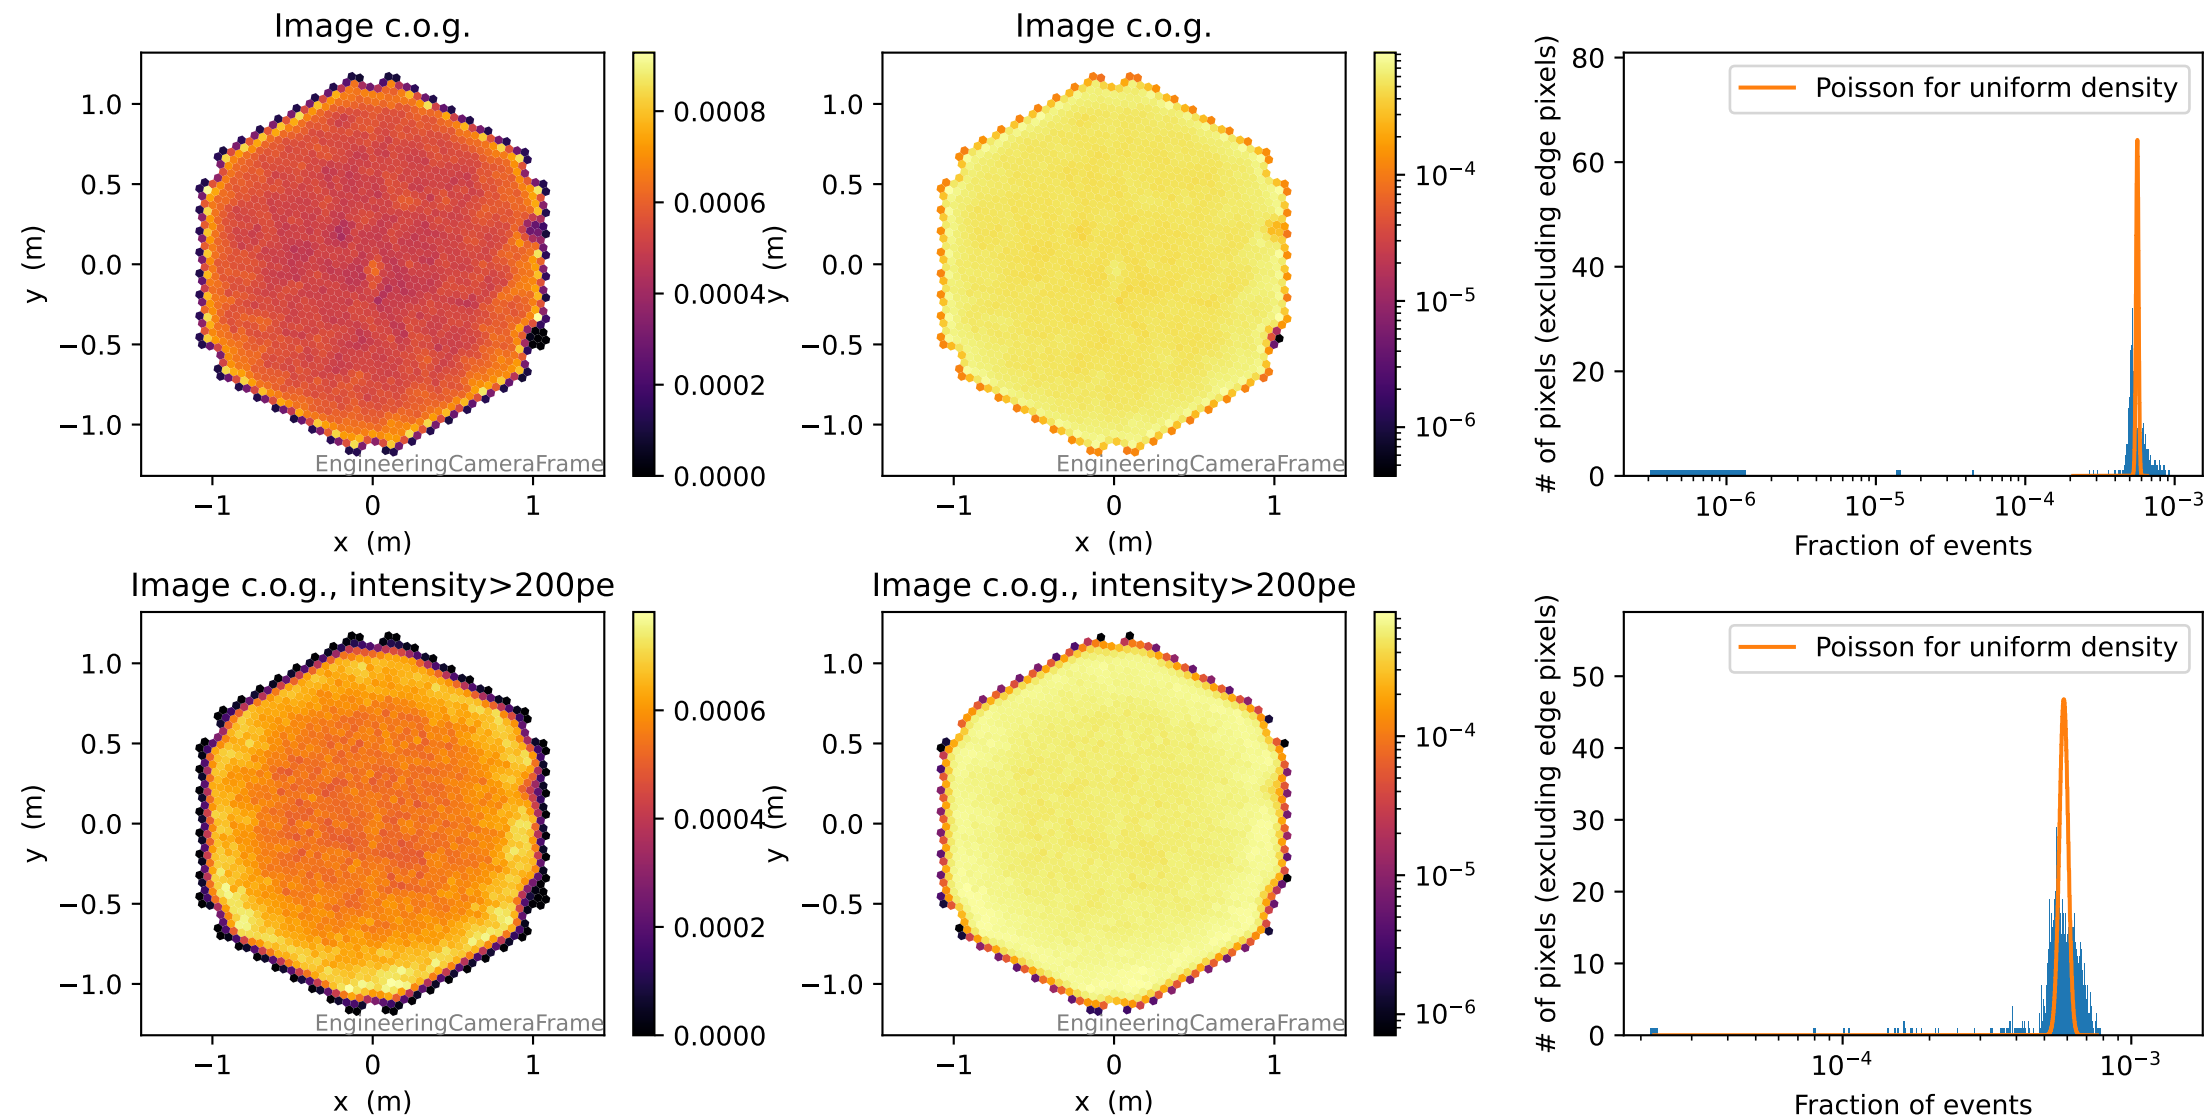 Image c.o.g.
1.0
0.5
0.0
−0.5
−1.0
y (m)
−1 0 1
x (m)
EngineeringCameraFrame
0.0008
0.0006
0.0004
0.0002
0.0000
Image c.o.g.
1.0
0.5
0.0
−0.5
−1.0
y (m)
−1 0 1
x (m)
EngineeringCameraFrame
10⁻⁴
10⁻⁵
10⁻⁶
80
60
40
20
0
# of pixels (excluding edge pixels)
Poisson for uniform density
10⁻⁶ 10⁻⁵ 10⁻⁴ 10⁻³
Fraction of events
Image c.o.g., intensity>200pe
1.0
0.5
0.0
−0.5
−1.0
y (m)
−1 0 1
x (m)
EngineeringCameraFrame
0.0006
0.0004
0.0002
0.0000
Image c.o.g., intensity>200pe
1.0
0.5
0.0
−0.5
−1.0
y (m)
−1 0 1
x (m)
EngineeringCameraFrame
10⁻⁴
10⁻⁵
10⁻⁶
50
40
30
20
10
0
# of pixels (excluding edge pixels)
Poisson for uniform density
10⁻⁴ 10⁻³
Fraction of events